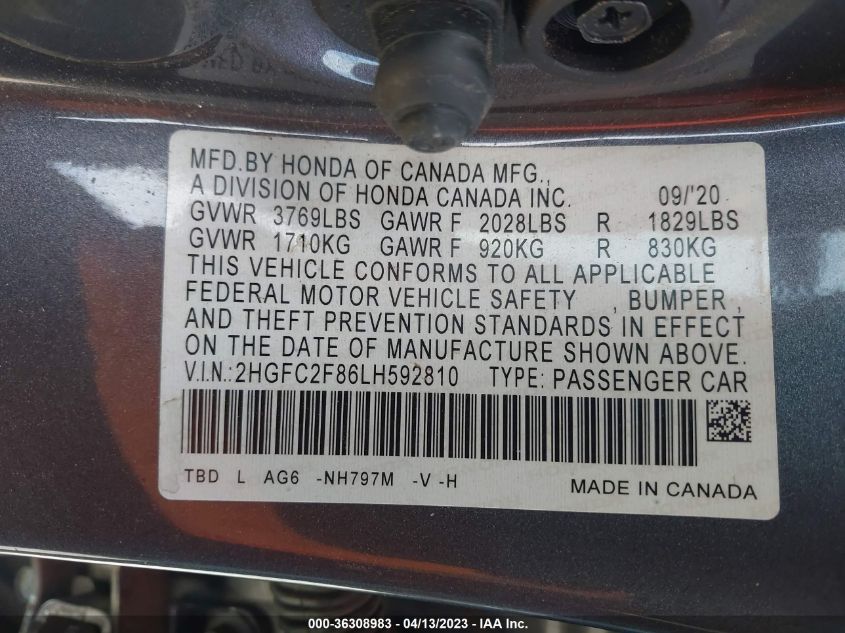 MFD.BY HONDA OF CANADA MFG.,
A DIVISION OF HONDA CANADA INC. 09/'20
GVWR 3769LBS GAWR F 2028LBS R 1829LBS
GVWR 1710KG GAWR F 920KG R 830KG
THIS VEHICLE CONFORMS TO ALL APPLICABLE
FEDERAL MOTOR VEHICLE SAFETY , BUMPER ,
AND THEFT PREVENTION STANDARDS IN EFFECT
ON THE DATE OF MANUFACTURE SHOWN ABOVE.
V.I.N.:2HGFC2F86LH592810 TYPE: PASSENGER CAR
TBD L AG6 -NH797M -V -H MADE IN CANADA
000-36308983 / 04/13/2023 - IAA Inc.